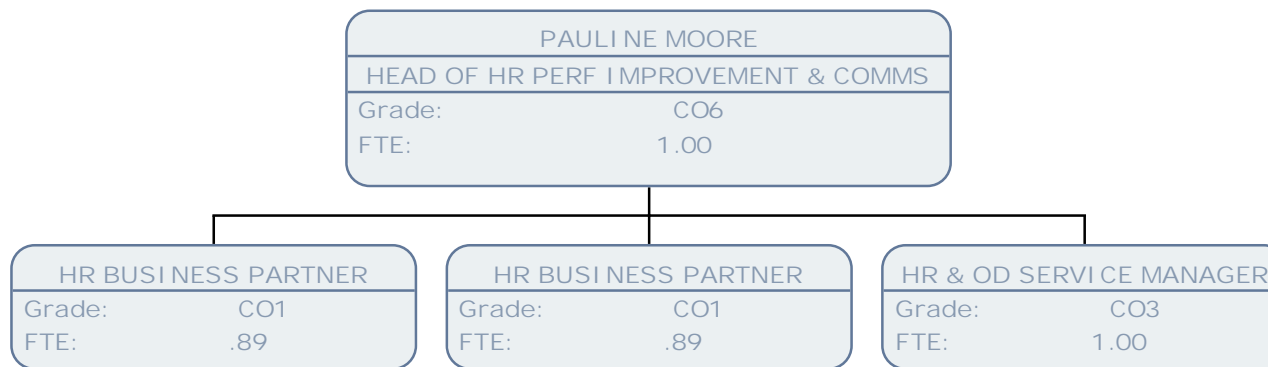 PAULINE MOORE
HEAD OF HR PERF IMPROVEMENT & COMMS
Grade: CO6
FTE: 1.00
HR BUSINESS PARTNER
Grade: CO1
FTE: .89
HR BUSINESS PARTNER
Grade: CO1
FTE: .89
HR & OD SERVICE MANAGER
Grade: CO3
FTE: 1.00